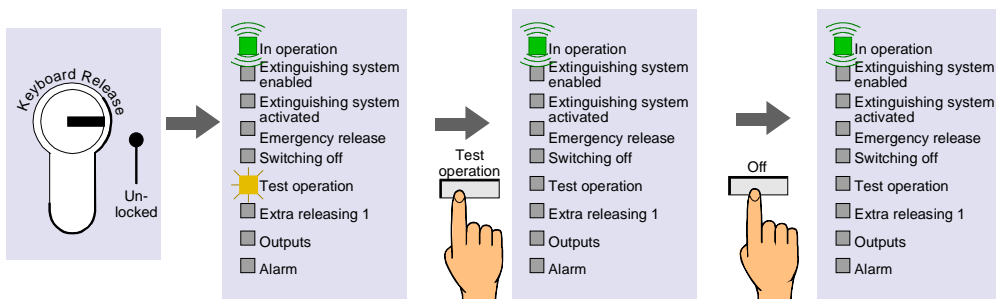 Keyboard Release
Un-
locked
In operation
Extinguishing system
enabled
Extinguishing system
activated
Emergency release
Switching off
Test operation
Extra releasing 1
Outputs
Alarm
Test
operation
In operation
Extinguishing system
enabled
Extinguishing system
activated
Emergency release
Switching off
Test operation
Extra releasing 1
Outputs
Alarm
Off
In operation
Extinguishing system
enabled
Extinguishing system
activated
Emergency release
Switching off
Test operation
Extra releasing 1
Outputs
Alarm